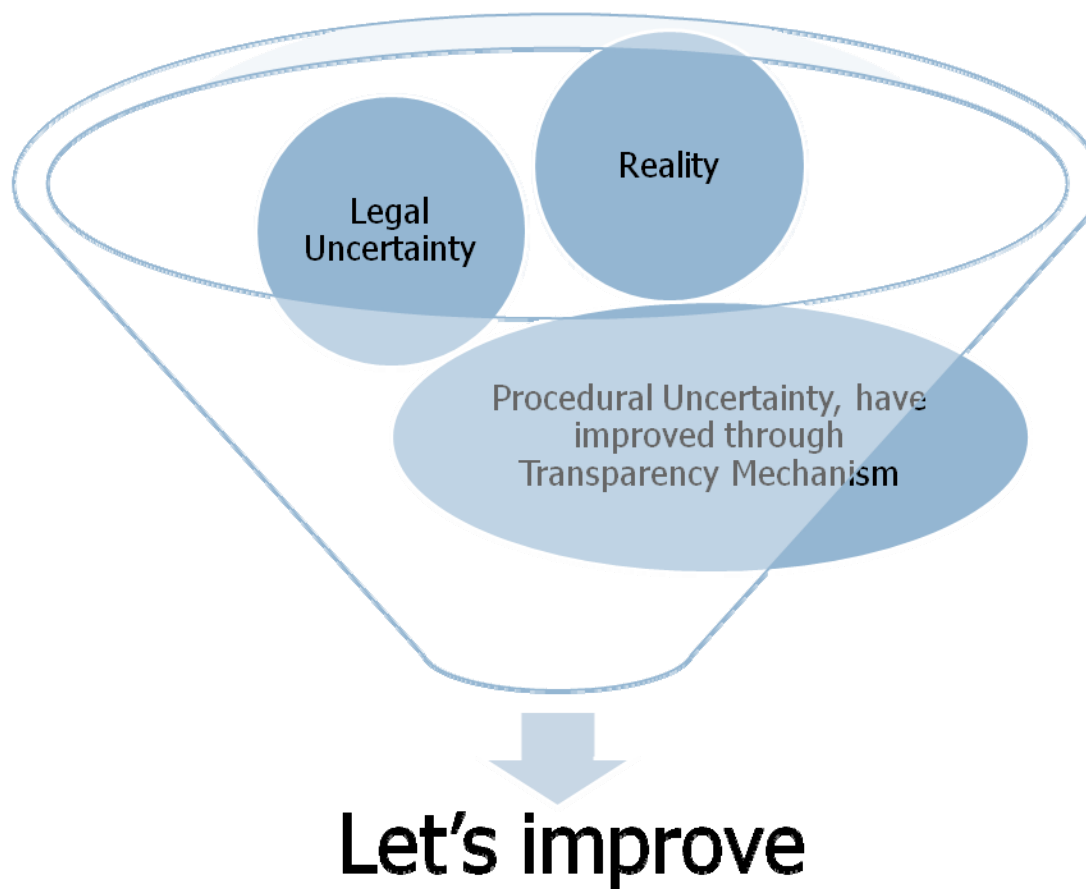 Reality
Legal
Uncertainty
Procedural Uncertainty, have
improved through
Transparency Mechanism
Let's improve